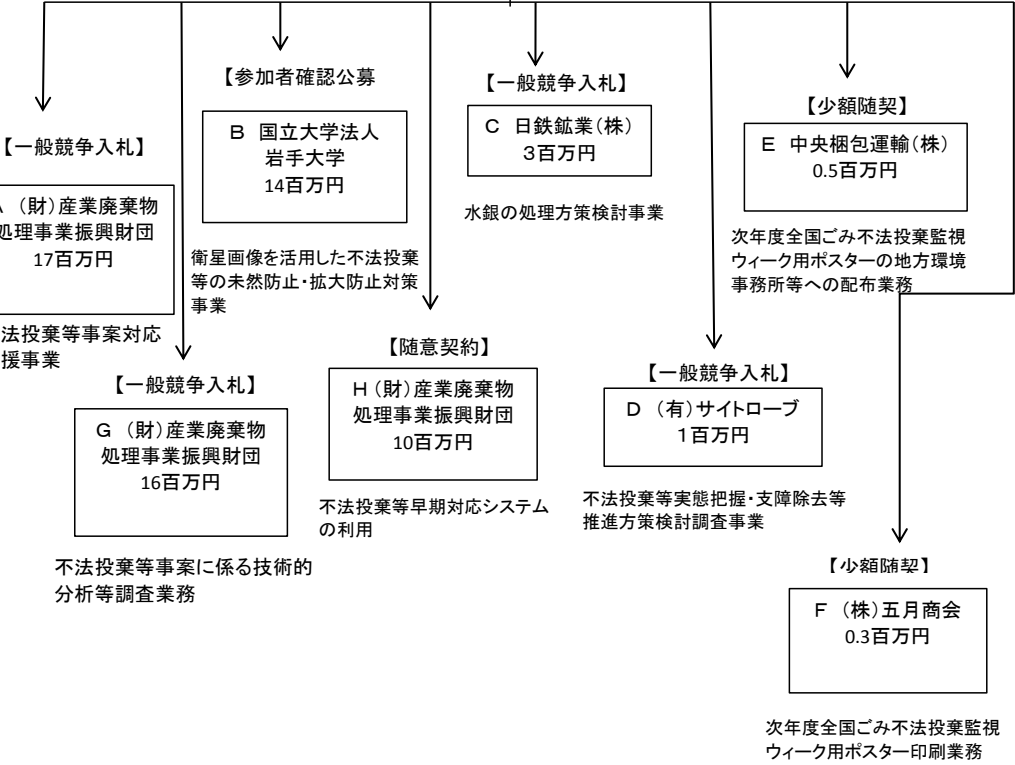 【一般競争入札】
(財)産業廃棄物
処理事業振興財団
17百万円
法投棄等事案対応
援事業
【参加者確認公募
B 国立大学法人
岩手大学
14百万円
衛星画像を活用した不法投棄
等の未然防止・拡大防止対策
事業
【一般競争入札】
C 日鉄鉱業(株)
3百万円
水銀の処理方策検討事業
【少額随契】
E 中央梱包運輸(株)
0.5百万円
次年度全国ごみ不法投棄監視
ウィーク用ポスターの地方環境
事務所等への配布業務
【一般競争入札】
G (財)産業廃棄物
処理事業振興財団
16百万円
不法投棄等事案に係る技術的
分析等調査業務
【随意契約】
H(財)産業廃棄物
処理事業振興財団
10百万円
不法投棄等早期対応システム
の利用
【一般競争入札】
D (有)サイトローブ
1百万円
不法投棄等実態把握・支障除去等
推進方策検討調査事業
【少額随契】
F (株)五月商会
0.3百万円
次年度全国ごみ不法投棄監視
ウィーク用ポスター印刷業務